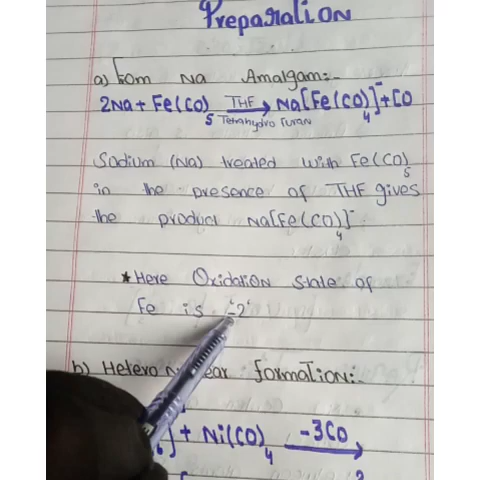 Preparation
a) From Na Amalgam:-
2Na + Fe(CO)5 THF → Na[Fe(CO)4]⁻ + CO
Tetrahydro Furan
Sodium (Na) treated with Fe(CO)5
in the presence of THF gives
the product Na[Fe(CO)4]⁻
* Here Oxidation state of
Fe is '-2'
b) Hetero formation:-
] + Ni(CO)4 -3CO →